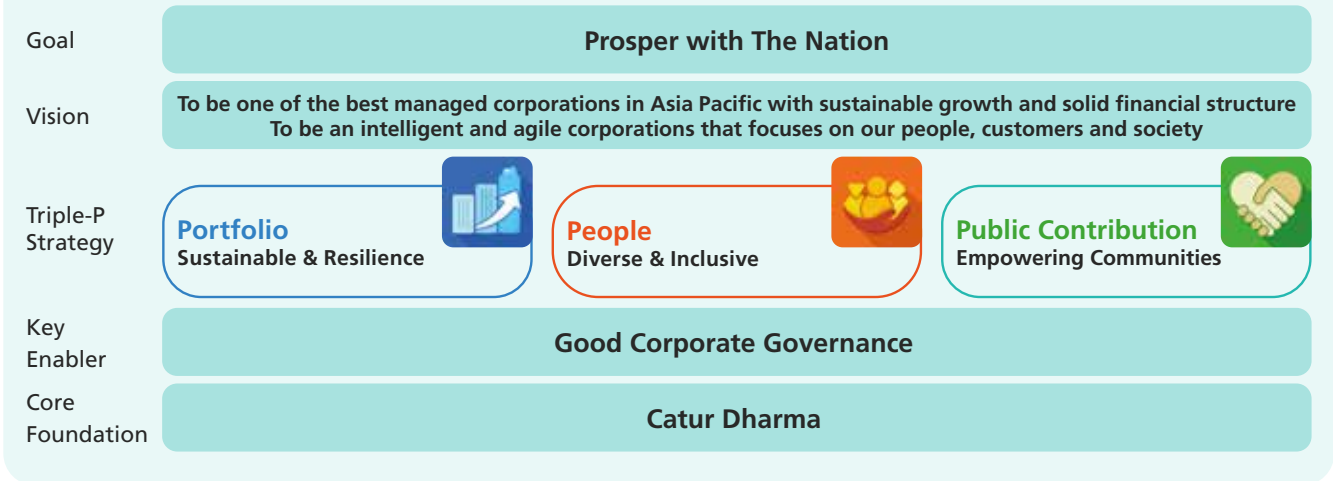 Goal
Prosper with The Nation
Vision
To be one of the best managed corporations in Asia Pacific with sustainable growth and solid financial structure
To be an intelligent and agile corporations that focuses on our people, customers and society
Triple-P
Strategy
Portfolio
Sustainable & Resilience
People
Diverse & Inclusive
Public Contribution
Empowering Communities
Key
Enabler
Good Corporate Governance
Core
Foundation
Catur Dharma